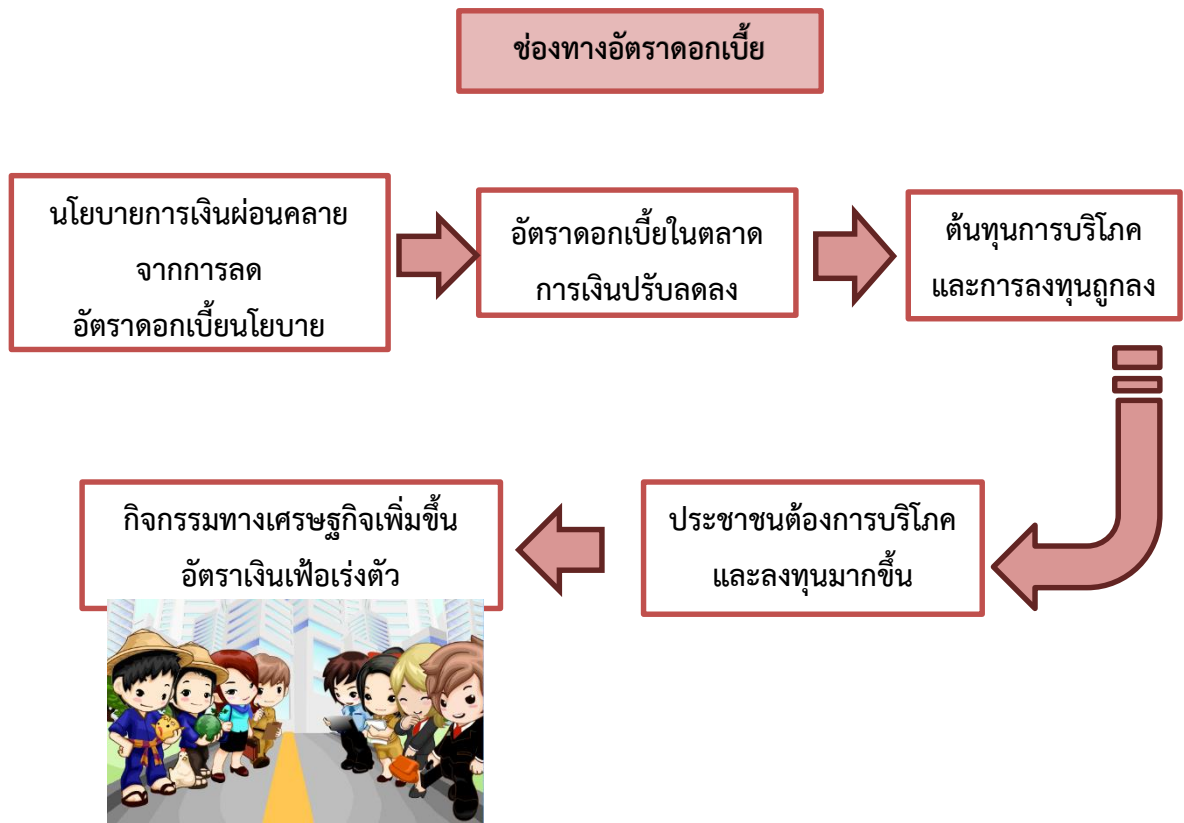 ช่องทางอัตราดอกเบี้ย
นโยบายการเงินผ่อนคลาย
จากการลด
อัตราดอกเบี้ยนโยบาย
อัตราดอกเบี้ยในตลาด
การเงินปรับลดลง
ต้นทุนการบริโภค
และการลงทุนถูกลง
ประชาชนต้องการบริโภค
และลงทุนมากขึ้น
กิจกรรมทางเศรษฐกิจเพิ่มขึ้น
อัตราเงินเฟ้อเร่งตัว